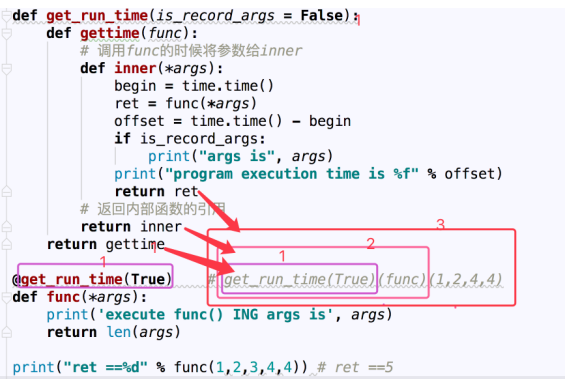 def get_run_time(is_record_args = False): 1
def gettime(func):
# 调用func的时候将参数给inner
def inner(*args):
begin = time.time()
ret = func(*args)
offset = time.time() - begin
if is_record_args:
print("args is", args)
print("program execution time is %f" % offset)
return ret
# 返回内部函数的引用
return inner
3
return gettime
2
1
1
@get_run_time(True) # get_run_time(True)(func)(1,2,4,4)
def func(*args):
print('execute func() ING args is', args)
return len(args)
print("ret ==%d" % func(1,2,3,4,4)) # ret ==5